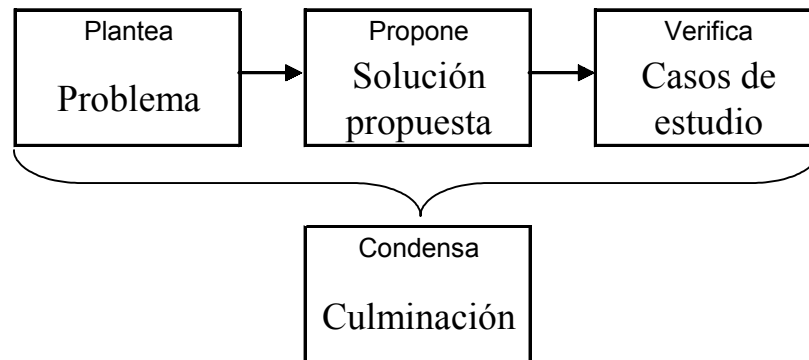 Plantea
Problema
Propone
Solución
propuesta
Verifica
Casos de
estudio
Condensa
Culminación